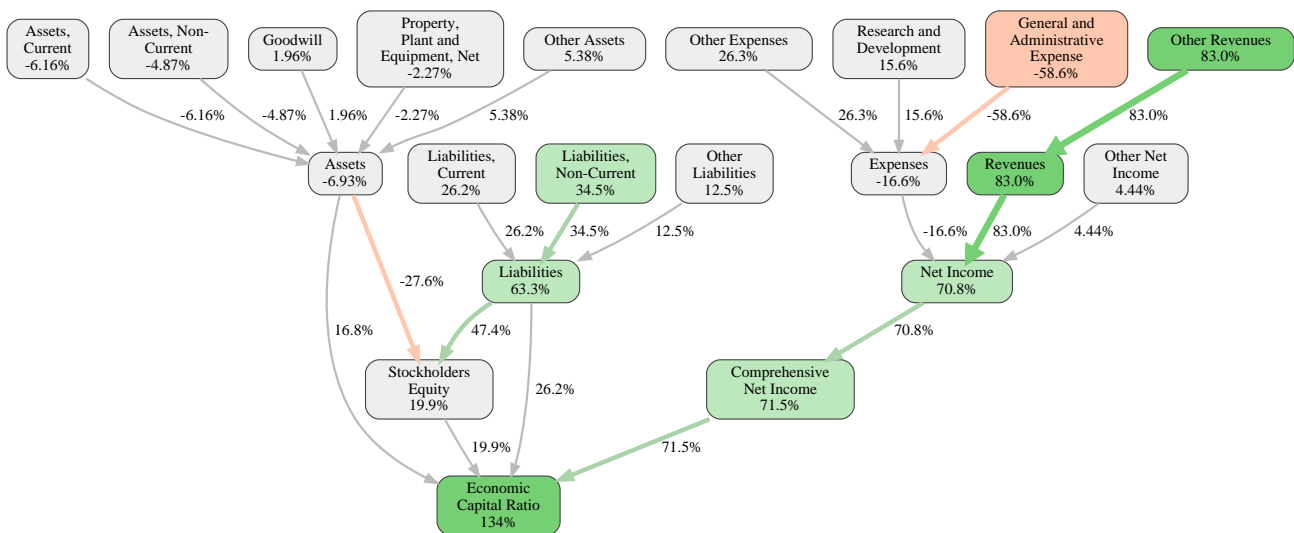 Assets,
Current
-6.16%
Assets, Non-
Current
-4.87%
Goodwill
1.96%
Property,
Plant and
Equipment, Net
-2.27%
Other Assets
5.38%
Other Expenses
26.3%
Research and
Development
15.6%
General and
Administrative
Expense
-58.6%
Other Revenues
83.0%
-6.16%
-4.87%
1.96%
-2.27%
5.38%
26.3%
15.6%
-58.6%
83.0%
Assets
-6.93%
Liabilities,
Current
26.2%
Liabilities,
Non-Current
34.5%
Other
Liabilities
12.5%
Expenses
-16.6%
Revenues
83.0%
Other Net
Income
4.44%
26.2%
34.5%
12.5%
-16.6%
83.0%
4.44%
Liabilities
63.3%
Net Income
70.8%
-27.6%
16.8%
47.4%
70.8%
Stockholders
Equity
19.9%
26.2%
Comprehensive
Net Income
71.5%
19.9%
71.5%
Economic
Capital Ratio
134%